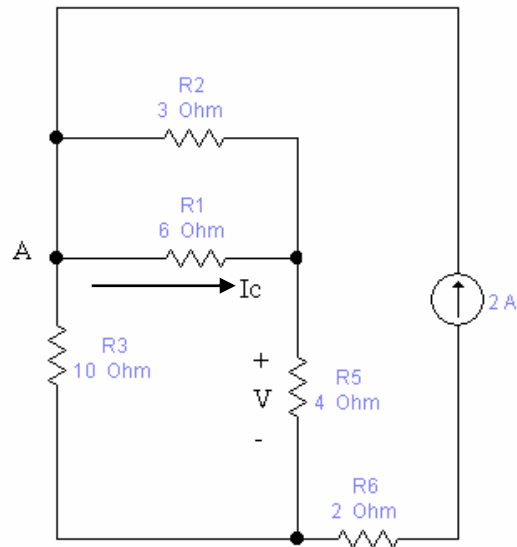 R2
3 Ohm
R1
6 Ohm
A
Ic
2 A
R3
10 Ohm
+
V
-
R5
4 Ohm
R6
2 Ohm